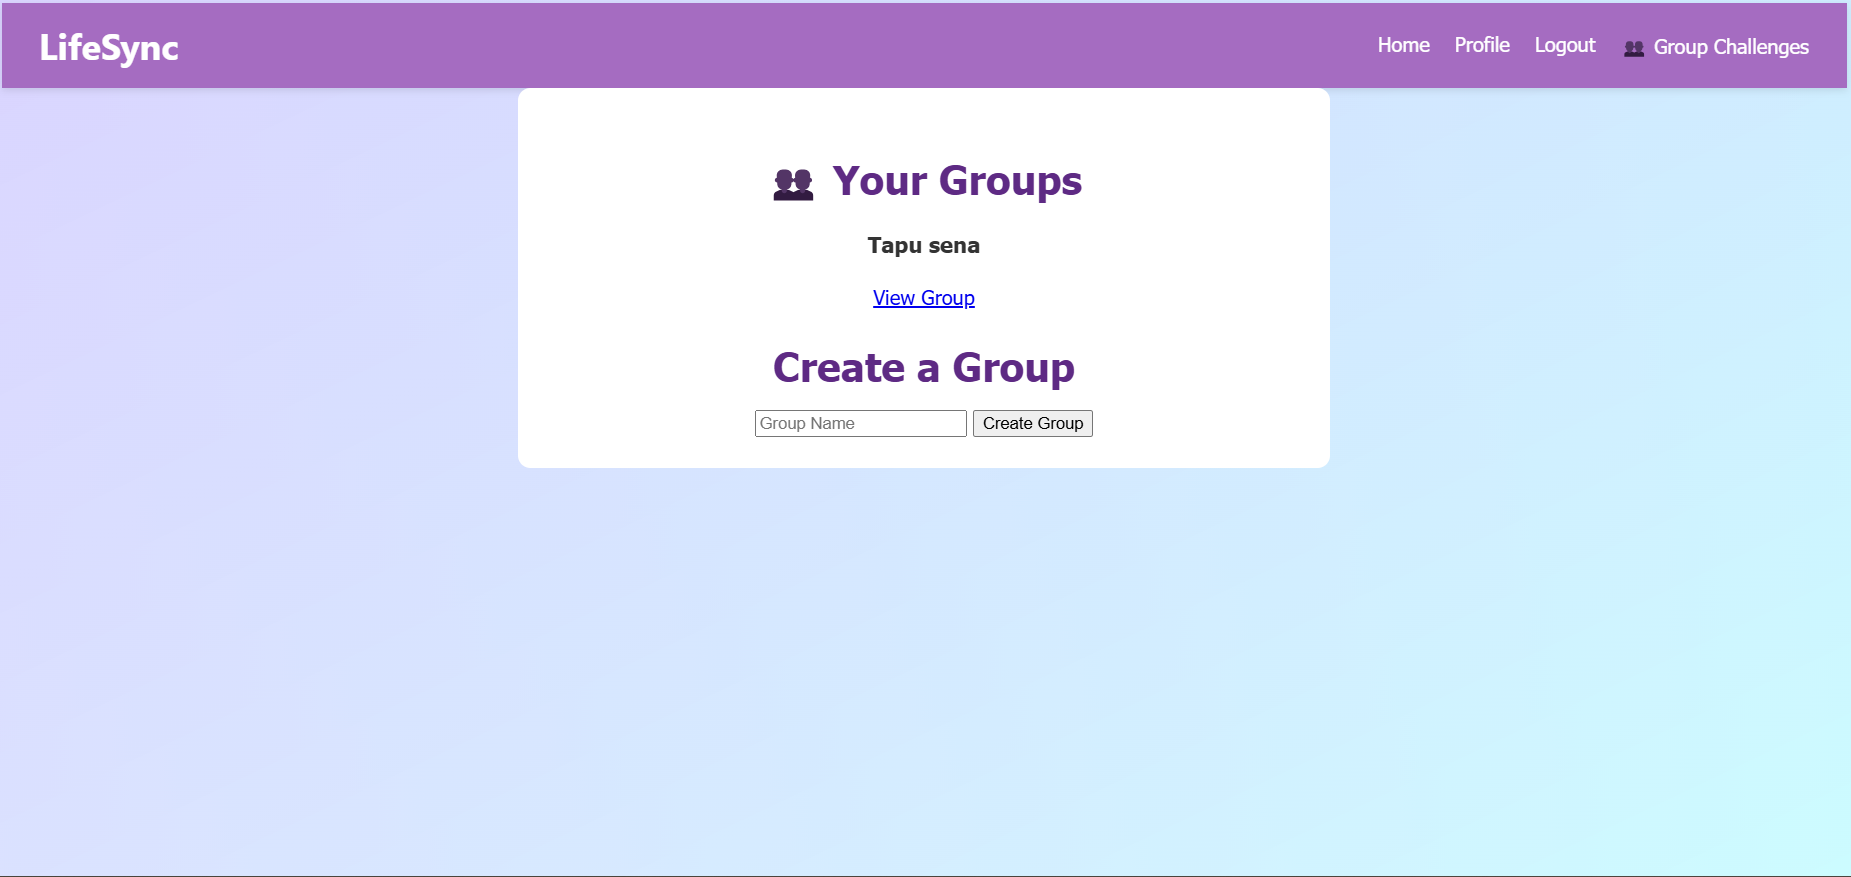 LifeSync
Home Profile Logout 👥 Group Challenges
👥 Your Groups
Tapu sena
View Group
Create a Group
Group Name Create Group